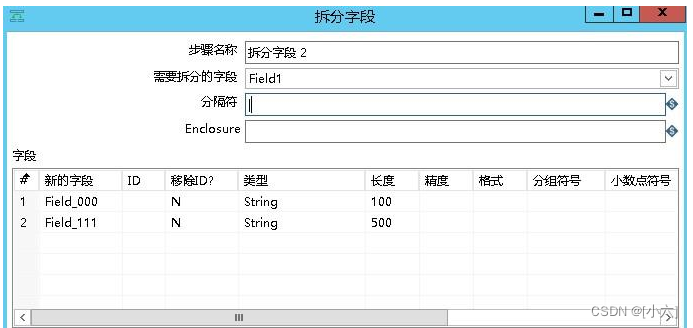 拆分字段
步骤名称 拆分字段 2
需要拆分的字段 Field1
分隔符 |
Enclosure
字段
# 新的字段 ID 移除ID? 类型 长度 精度 格式 分组符号 小数点符号
1 Field_000 N String 100
2 Field_111 N String 500
CSDN @[小六]